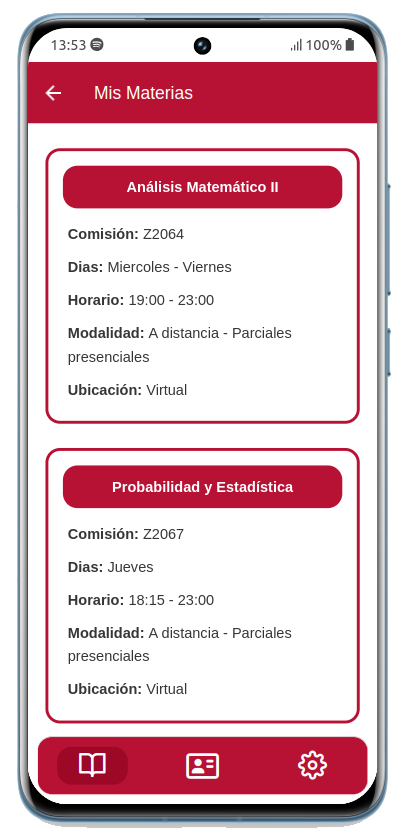 13:53
100%
Mis Materias
Análisis Matemático II
Comisión: Z2064
Dias: Miercoles - Viernes
Horario: 19:00 - 23:00
Modalidad: A distancia - Parciales
presenciales
Ubicación: Virtual
Probabilidad y Estadística
Comisión: Z2067
Dias: Jueves
Horario: 18:15 - 23:00
Modalidad: A distancia - Parciales
presenciales
Ubicación: Virtual